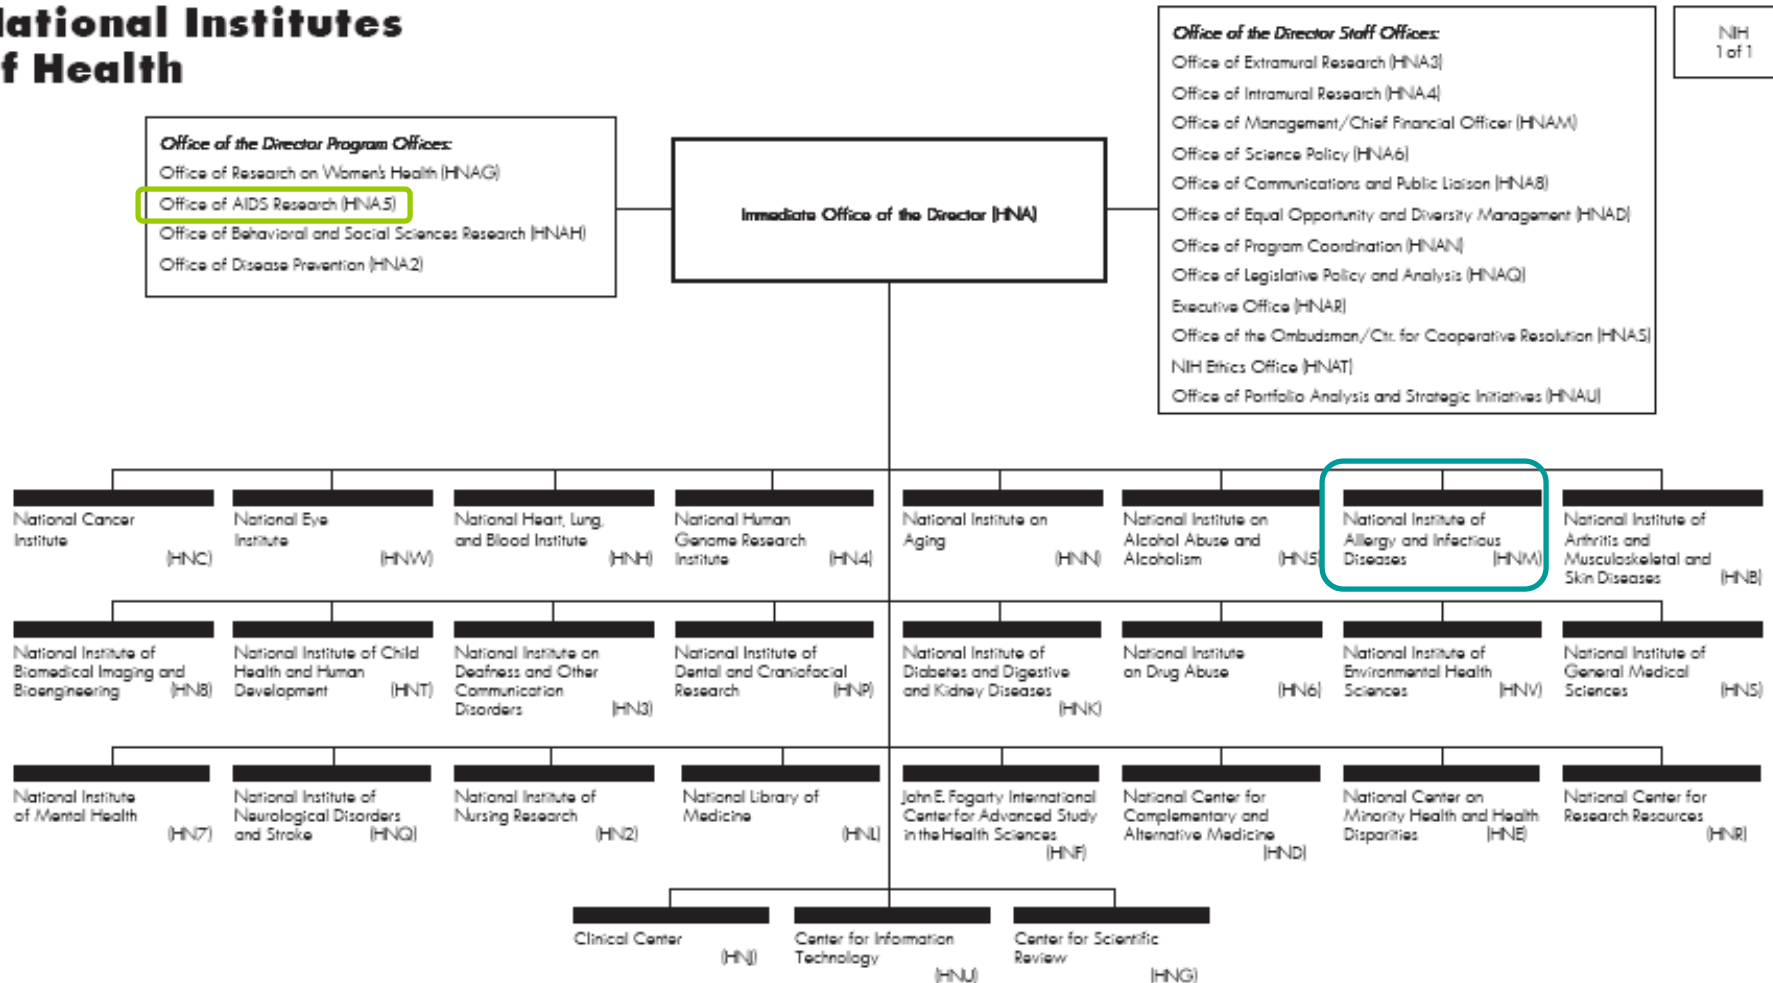 ational Institutes
f Health
NIH
1 of 1
Office of the Director Program Offices:
Office of Research on Women's Health (HNAG)
Office of AIDS Research (HNA5)
Office of Behavioral and Social Sciences Research (HNAH)
Office of Disease Prevention (HNA2)
Immediate Office of the Director (HNA)
Office of the Director Staff Offices:
Office of Extramural Research (HNA3)
Office of Intramural Research (HNA4)
Office of Management/Chief Financial Officer (HNAM)
Office of Science Policy (HNA6)
Office of Communications and Public Liaison (HNA8)
Office of Equal Opportunity and Diversity Management (HNAD)
Office of Program Coordination (HNAN)
Office of Legislative Policy and Analysis (HNAQ)
Executive Office (HNAR)
Office of the Ombudsman/Ctr. for Cooperative Resolution (HNAS)
NIH Ethics Office (HNAT)
Office of Portfolio Analysis and Strategic Initiatives (HNAU)
National Cancer
Institute
(HNC)
National Eye
Institute
(HNW)
National Heart, Lung,
and Blood Institute
(HNH)
National Human
Genome Research
Institute (HN4)
National Institute on
Aging
(HNN)
National Institute on
Alcohol Abuse and
Alcoholism (HN5)
National Institute of
Allergy and Infectious
Diseases (HNM)
National Institute of
Arthritis and
Musculoskeletal and
Skin Diseases (HNB)
National Institute of
Biomedical Imaging and
Bioengineering (HN8)
National Institute of Child
Health and Human
Development (HNT)
National Institute on
Deafness and Other
Communication
Disorders (HN3)
National Institute of
Dental and Craniofacial
Research (HNP)
National Institute of
Diabetes and Digestive
and Kidney Diseases
(HNK)
National Institute
on Drug Abuse
(HN6)
National Institute of
Environmental Health
Sciences (HNV)
National Institute of
General Medical
Sciences (HNS)
National Institute
of Mental Health
(HN7)
National Institute of
Neurological Disorders
and Stroke (HNQ)
National Institute of
Nursing Research
(HN2)
National Library of
Medicine
(HNL)
John E. Fogarty International
Center for Advanced Study
in the Health Sciences
(HNF)
National Center for
Complementary and
Alternative Medicine
(HND)
National Center on
Minority Health and Health
Disparities (HNE)
National Center for
Research Resources
(HNR)
Clinical Center
(HNJ)
Center for Information
Technology
(HNU)
Center for Scientific
Review
(HNG)